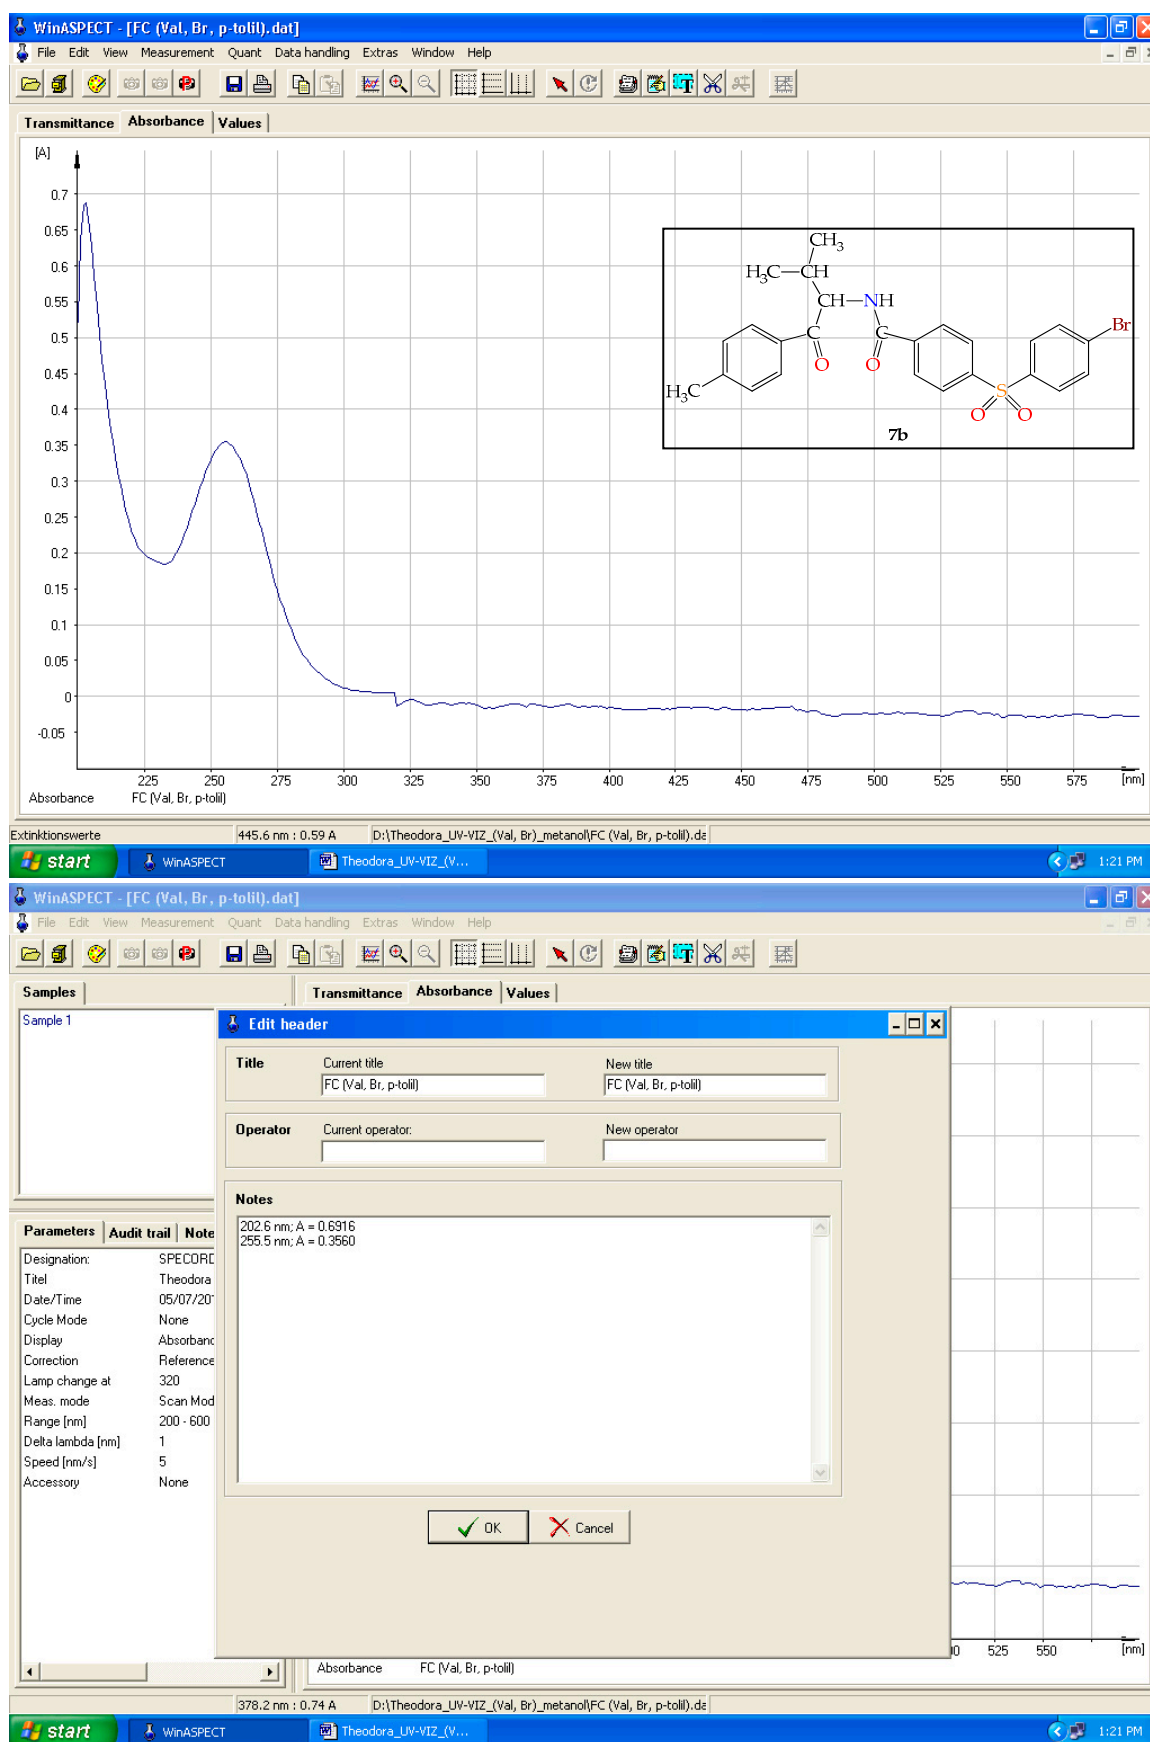 WinASPECT - [FC (Val, Br, p-tolil).dat]
File Edit View Measurement Quant Data handling Extras Window Help
Transmittance Absorbance Values
[A]
0.7
0.65
0.6
0.55
0.5
0.45
0.4
0.35
0.3
0.25
0.2
0.15
0.1
0.05
0
-0.05
CH3
H3C CH
CH NH
C C
O O
Br
H3C
S
O O
7b
225 250 275 300 325 350 375 400 425 450 475 500 525 550 575 [nm]
Absorbance FC (Val, Br, p-tolil)
Extinktionswerte 445.6 nm : 0.59 A D:\Theodora_UV-VIZ_(Val, Br)_metanol\FC (Val, Br, p-tolil).da
start WinASPECT Theodora_UV-VIZ_(V... 1:21 PM
WinASPECT - [FC (Val, Br, p-tolil).dat]
File Edit View Measurement Quant Data handling Extras Window Help
Samples Transmittance Absorbance Values
Sample 1
Edit header
Title Current title New title
FC (Val, Br, p-tolil) FC (Val, Br, p-tolil)
Operator Current operator: New operator
Notes
202.6 nm; A = 0.6916
255.5 nm; A = 0.3560
Parameters Audit trail Note
Designation: SPECORD
Titel Theodora
Date/Time 05/07/20
Cycle Mode None
Display Absorbanc
Correction Reference
Lamp change at 320
Meas. mode Scan Mod
Range [nm] 200 - 600
Delta lambda [nm] 1
Speed [nm/s] 5
Accessory None
OK Cancel
525 550 [nm]
Absorbance FC (Val, Br, p-tolil)
378.2 nm : 0.74 A D:\Theodora_UV-VIZ_(Val, Br)_metanol\FC (Val, Br, p-tolil).da
start WinASPECT Theodora_UV-VIZ_(V... 1:21 PM